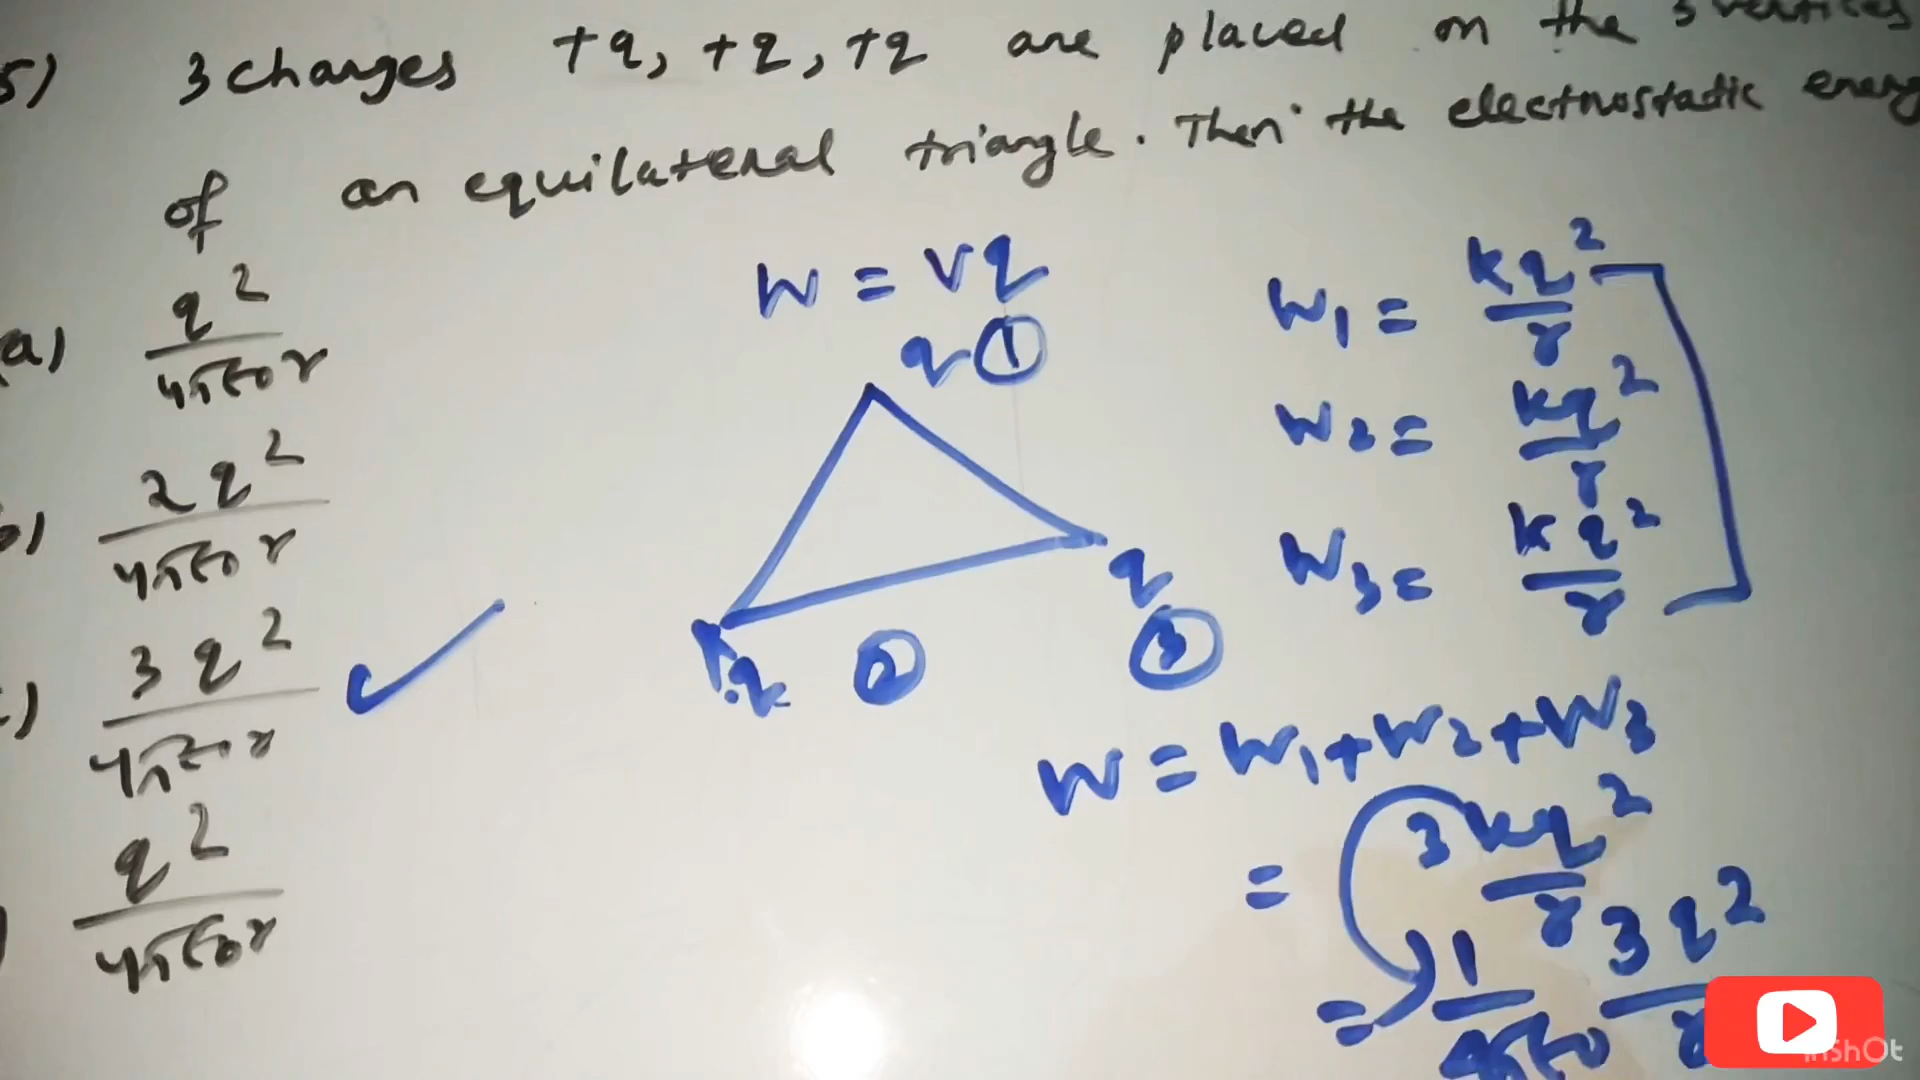 5) 3 charges +q, +q, +q are placed on the 3 vertices
of an equilateral triangle. Then the electrostatic energy
a) q²/4πε₀r
b) 2q²/4πε₀r
c) 3q²/4πε₀r ✓
) q²/4πε₀r
W = Vq
q ①
q ②
q ③
W₁ = kq²/r
W₂ = kq²/r
W₃ = kq²/r
W = W₁+W₂+W₃
= 3kq²/r
= 1/4πε₀ 3q²/r
InshOt